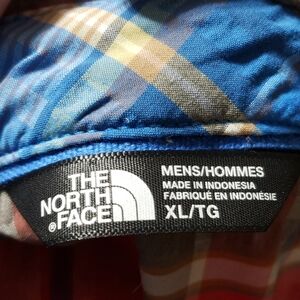 THE
NORTH
FACE
®
MENS/HOMMES
MADE IN INDONESIA
FABRIQUÉ EN INDONÉSIE
XL/TG